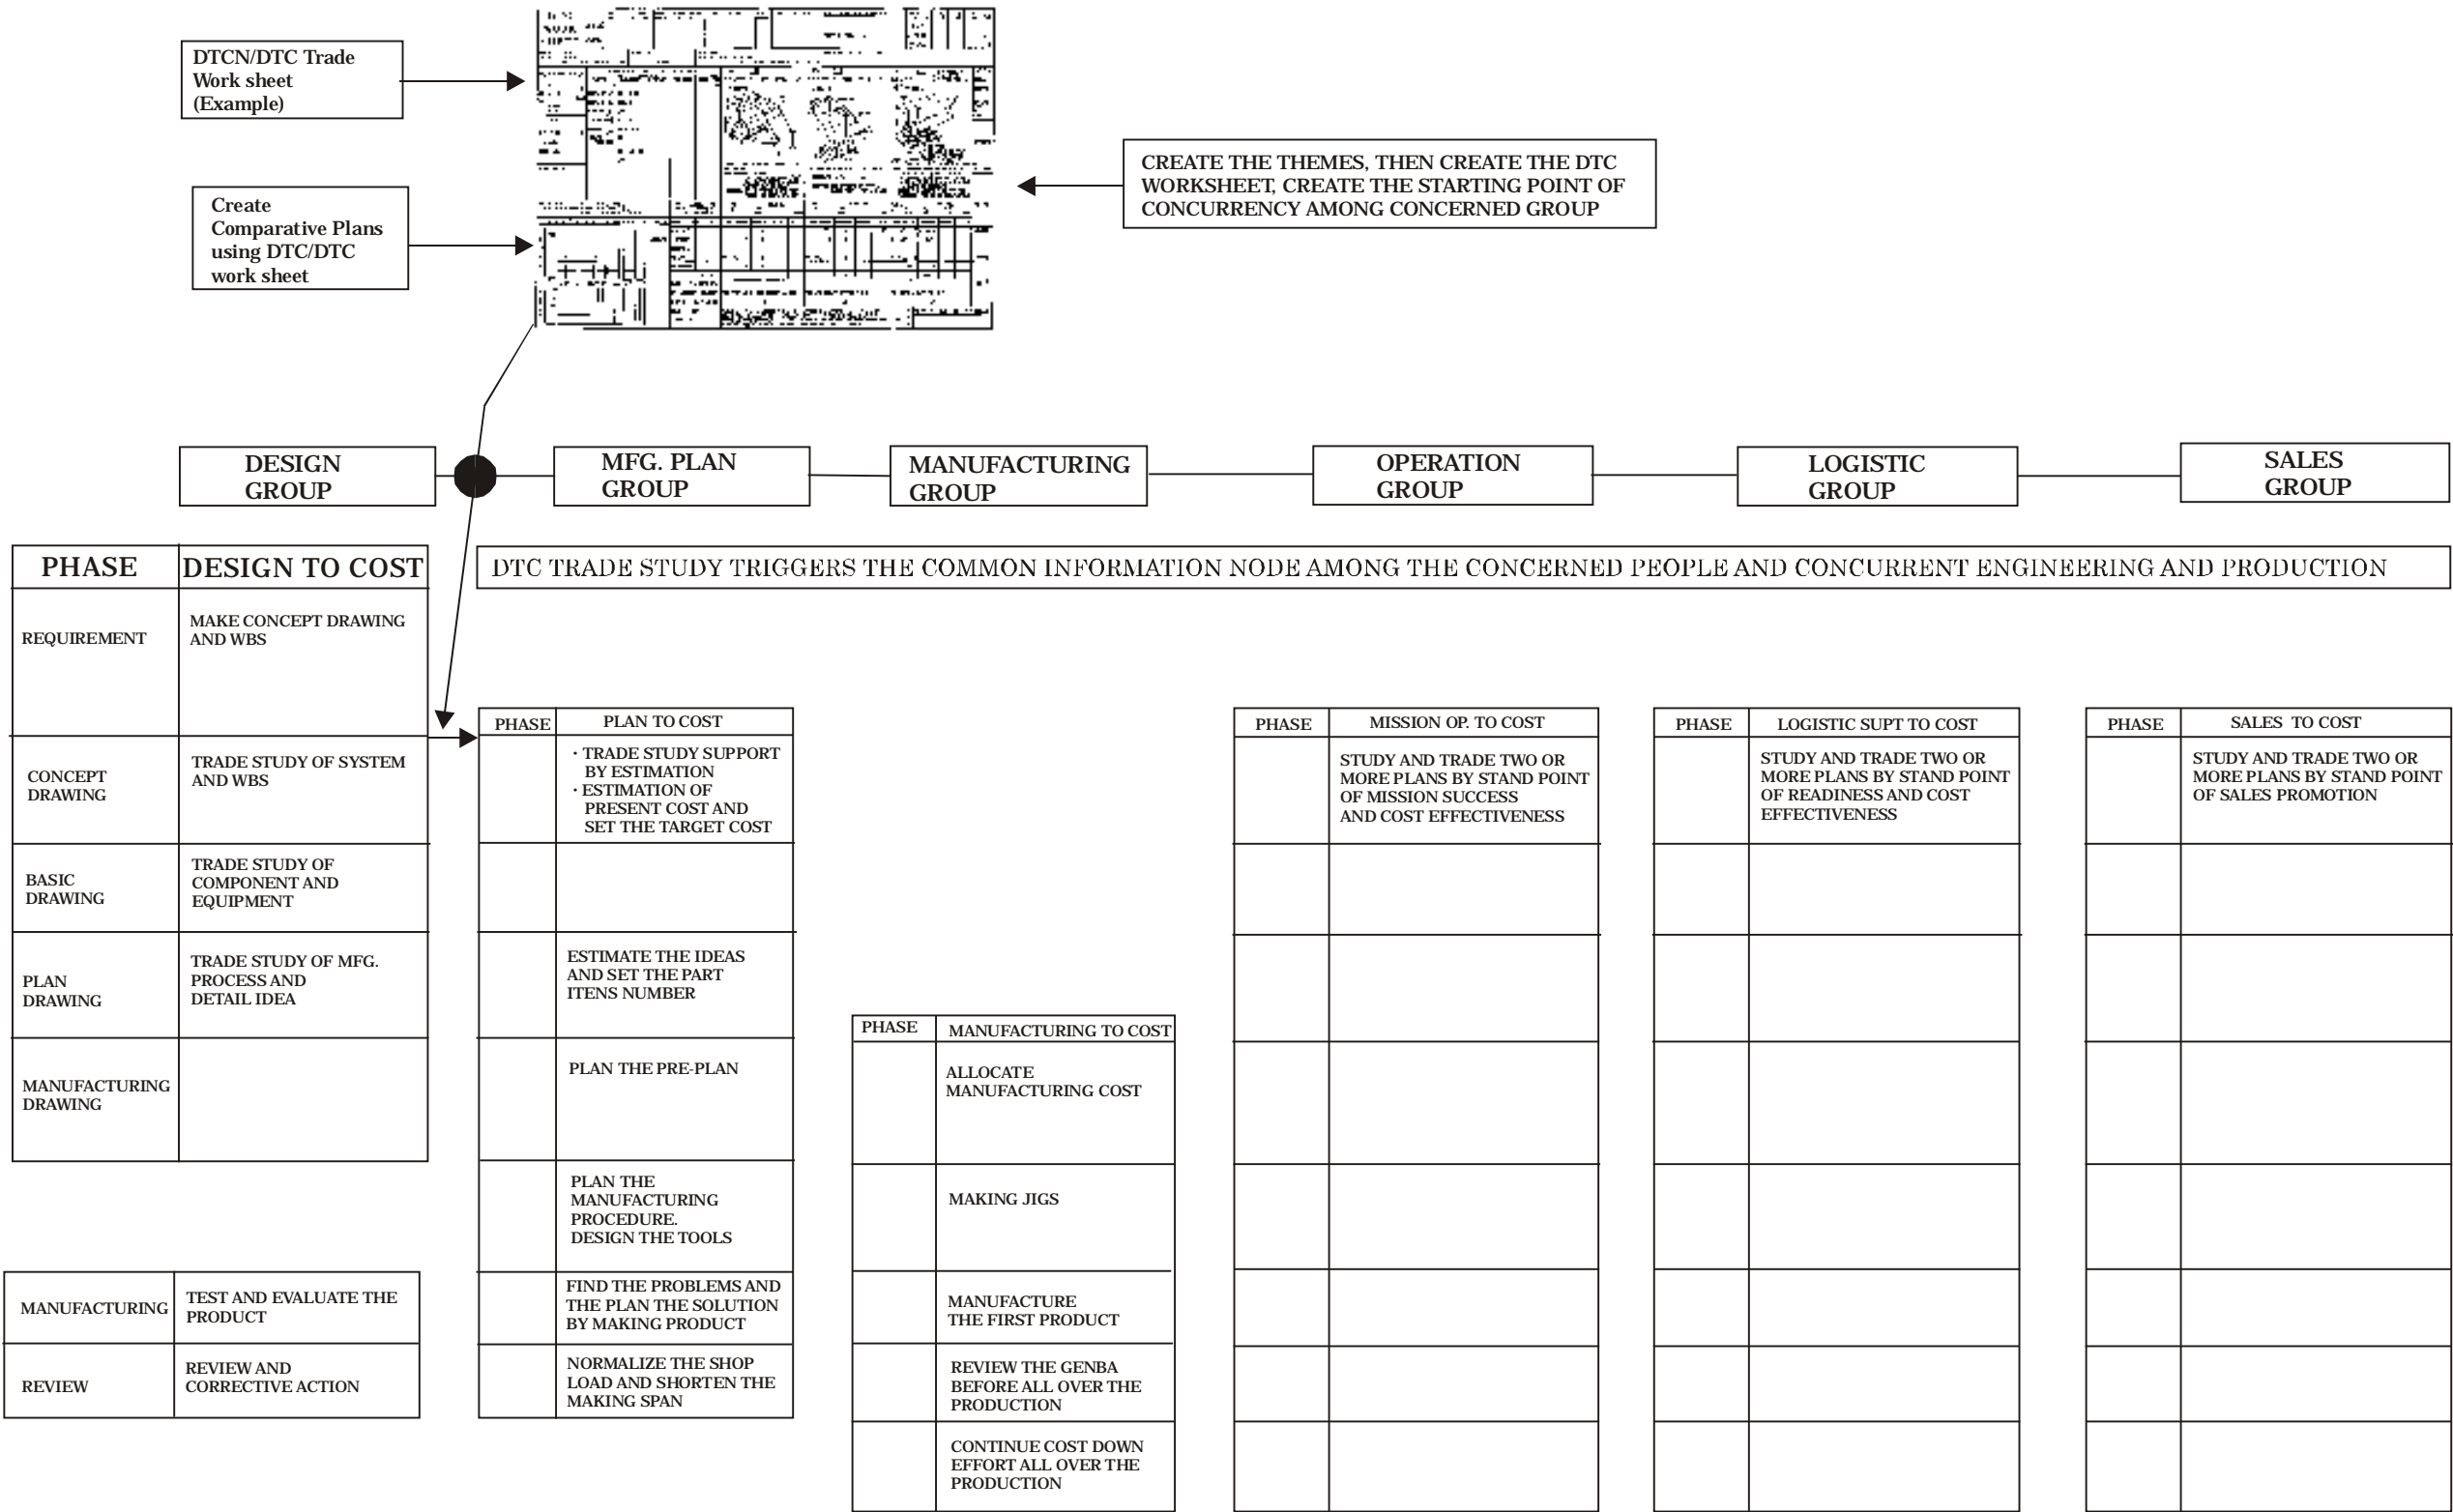 DTCN/DTC Trade
Work sheet
(Example)
Create
Comparative Plans
using DTC/DTC
work sheet
CREATE THE THEMES, THEN CREATE THE DTC
WORKSHEET, CREATE THE STARTING POINT OF
CONCURRENCY AMONG CONCERNED GROUP
DESIGN
GROUP
MFG. PLAN
GROUP
MANUFACTURING
GROUP
OPERATION
GROUP
LOGISTIC
GROUP
SALES
GROUP
DTC TRADE STUDY TRIGGERS THE COMMON INFORMATION NODE AMONG THE CONCERNED PEOPLE AND CONCURRENT ENGINEERING AND PRODUCTION
PHASE
DESIGN TO COST
REQUIREMENT
MAKE CONCEPT DRAWING
AND WBS
CONCEPT
DRAWING
TRADE STUDY OF SYSTEM
AND WBS
BASIC
DRAWING
TRADE STUDY OF
COMPONENT AND
EQUIPMENT
PLAN
DRAWING
TRADE STUDY OF MFG.
PROCESS AND
DETAIL IDEA
MANUFACTURING
DRAWING
MANUFACTURING
TEST AND EVALUATE THE
PRODUCT
REVIEW
REVIEW AND
CORRECTIVE ACTION
PHASE
PLAN TO COST
· TRADE STUDY SUPPORT
BY ESTIMATION
· ESTIMATION OF
PRESENT COST AND
SET THE TARGET COST
ESTIMATE THE IDEAS
AND SET THE PART
ITENS NUMBER
PLAN THE PRE-PLAN
PLAN THE
MANUFACTURING
PROCEDURE.
DESIGN THE TOOLS
FIND THE PROBLEMS AND
THE PLAN THE SOLUTION
BY MAKING PRODUCT
NORMALIZE THE SHOP
LOAD AND SHORTEN THE
MAKING SPAN
PHASE
MANUFACTURING TO COST
ALLOCATE
MANUFACTURING COST
MAKING JIGS
MANUFACTURE
THE FIRST PRODUCT
REVIEW THE GENBA
BEFORE ALL OVER THE
PRODUCTION
CONTINUE COST DOWN
EFFORT ALL OVER THE
PRODUCTION
PHASE
MISSION OP. TO COST
STUDY AND TRADE TWO OR
MORE PLANS BY STAND POINT
OF MISSION SUCCESS
AND COST EFFECTIVENESS
PHASE
LOGISTIC SUPT TO COST
STUDY AND TRADE TWO OR
MORE PLANS BY STAND POINT
OF READINESS AND COST
EFFECTIVENESS
PHASE
SALES TO COST
STUDY AND TRADE TWO OR
MORE PLANS BY STAND POINT
OF SALES PROMOTION